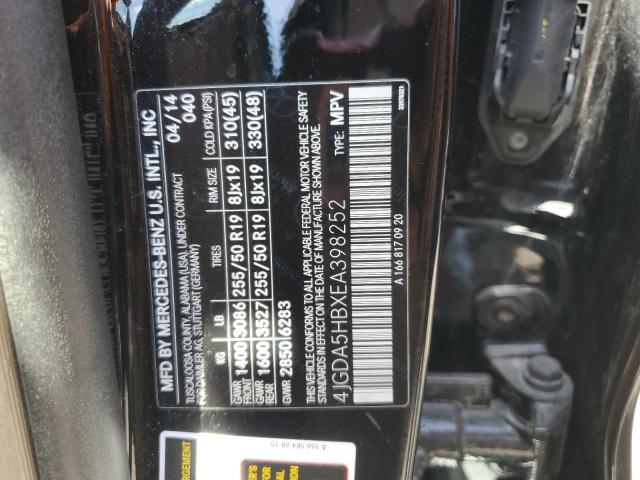 MFD BY MERCEDES-BENZ U.S. INTL., INC 04/14
TUSCALOOSA COUNTY, ALABAMA (USA), UNDER CONTRACT 040
FOR DAIMLER AG, STUTTGART (GERMANY)
KG LB TIRES RIM SIZE COLD KPA(PSI)
GAWR FRONT 1400 3086 255/50 R19 8Jx19 310(45)
GAWR REAR 1600 3527 255/50 R19 8Jx19 330(48)
GVWR 2850 6283
THIS VEHICLE CONFORMS TO ALL APPLICABLE FEDERAL MOTOR VEHICLE SAFETY
STANDARDS IN EFFECT ON THE DATE OF MANUFACTURE SHOWN ABOVE.
TYPE: MPV
4JGDA5HBXEA398252
A 166 817 09 20
A 166 584 68 15